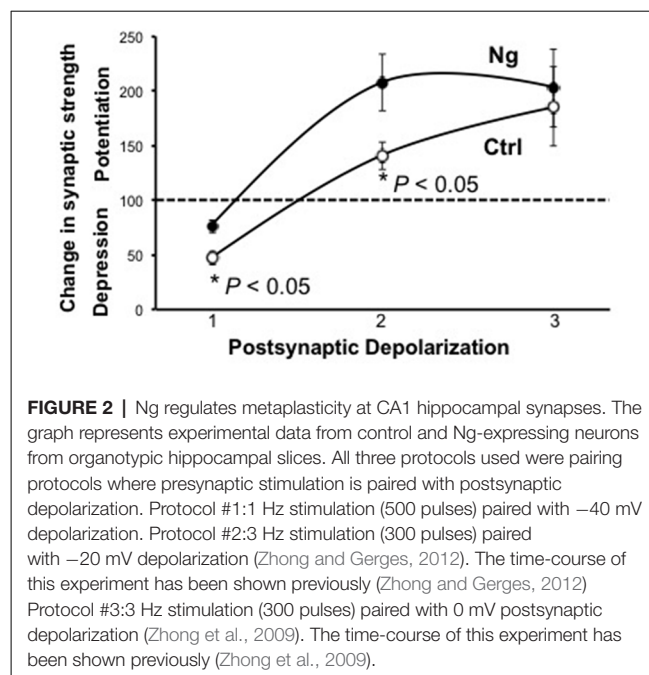 250
200
150
100
50
0
Change in synaptic strength
Depression Potentiation
Ng
Ctrl
* P < 0.05
* P < 0.05
1 2 3
Postsynaptic Depolarization
FIGURE 2 | Ng regulates metaplasticity at CA1 hippocampal synapses. The
graph represents experimental data from control and Ng-expressing neurons
from organotypic hippocampal slices. All three protocols used were pairing
protocols where presynaptic stimulation is paired with postsynaptic
depolarization. Protocol #1:1 Hz stimulation (500 pulses) paired with −40 mV
depolarization. Protocol #2:3 Hz stimulation (300 pulses) paired
with −20 mV depolarization (Zhong and Gerges, 2012). The time-course of
this experiment has been shown previously (Zhong and Gerges, 2012)
Protocol #3:3 Hz stimulation (300 pulses) paired with 0 mV postsynaptic
depolarization (Zhong et al., 2009). The time-course of this experiment has
been shown previously (Zhong et al., 2009).